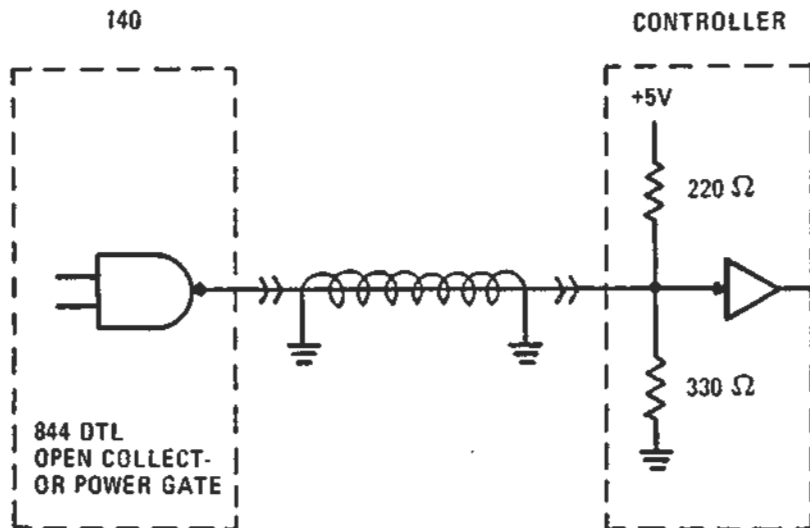 140
CONTROLLER
+5V
220 Ω
330 Ω
844 DTL
OPEN COLLECT-
OR POWER GATE